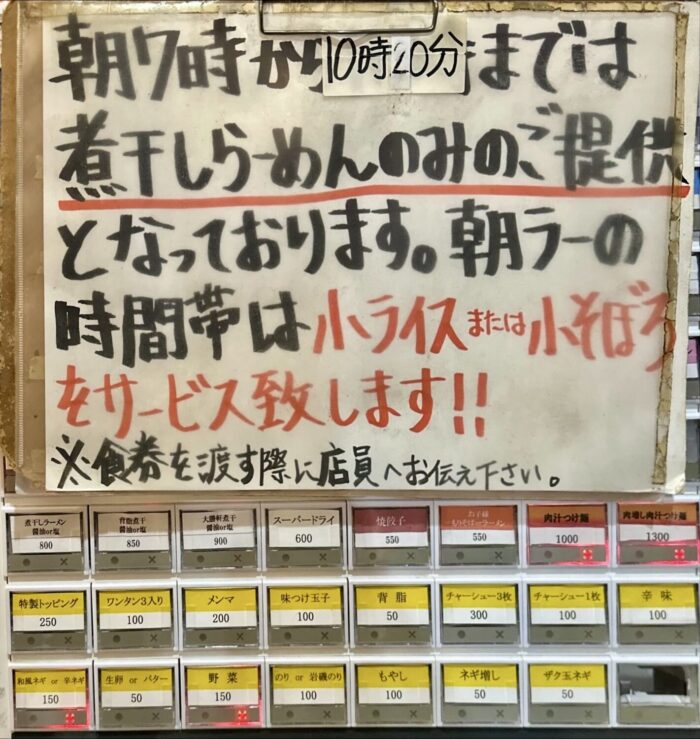 朝7時から10時20分までは
煮干しらーめんのみのご提供
となっております。朝ラーの
時間帯は小ライスまたは小そぼろ
をサービス致します!!
※食券を渡す際に店員へお伝え下さい。
煮干しラーメン
醤油or塩
800
背脂煮干
醤油or塩
850
大勝軒煮干
醤油or塩
900
スーパードライ
600
焼餃子
550
お子様
もりそばorラーメン
550
肉汁つけ麺
1000
肉増し肉汁つけ麺
1300
特製トッピング
250
ワンタン3入り
100
メンマ
200
味つけ玉子
100
背脂
50
チャーシュー3枚
300
チャーシュー1枚
100
辛味
100
和風ネギ or 辛ネギ
150
生卵 or バター
50
野菜
150
のり or 岩磯のり
100
もやし
100
ネギ増し
50
ザク玉ネギ
50